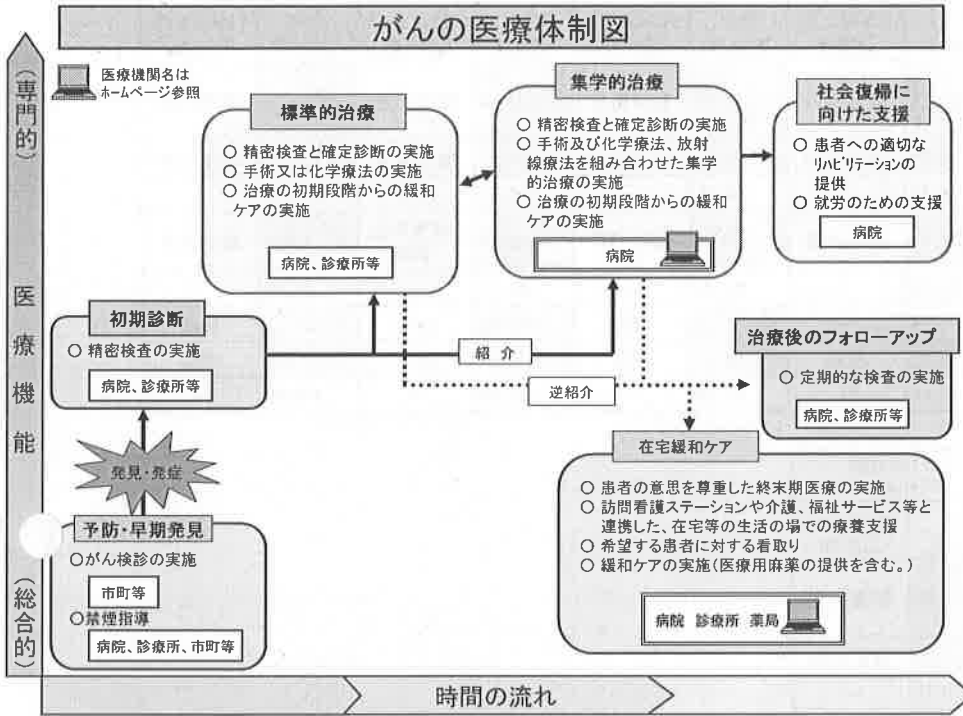 がんの医療体制図
医療機関名は
ホームページ参照
(専門的)
医療機能
(総合的)
標準的治療
○ 精密検査と確定診断の実施
○ 手術又は化学療法の実施
○ 治療の初期段階からの緩和
ケアの実施
病院、診療所等
集学的治療
○ 精密検査と確定診断の実施
○ 手術及び化学療法、放射
線療法を組み合わせた集学
的治療の実施
○ 治療の初期段階からの緩和
ケアの実施
病院
社会復帰に
向けた支援
○ 患者への適切な
リハビリテーションの
提供
○ 就労のための支援
病院
初期診断
○ 精密検査の実施
病院、診療所等
紹 介
逆紹介
治療後のフォローアップ
○ 定期的な検査の実施
病院、診療所等
発見・発症
予防・早期発見
○がん検診の実施
市町等
○禁煙指導
病院、診療所、市町等
在宅緩和ケア
○ 患者の意思を尊重した終末期医療の実施
○ 訪問看護ステーションや介護、福祉サービス等と
連携した、在宅等の生活の場での療養支援
○ 希望する患者に対する看取り
○ 緩和ケアの実施(医療用麻薬の提供を含む。)
病院 診療所 薬局
時間の流れ